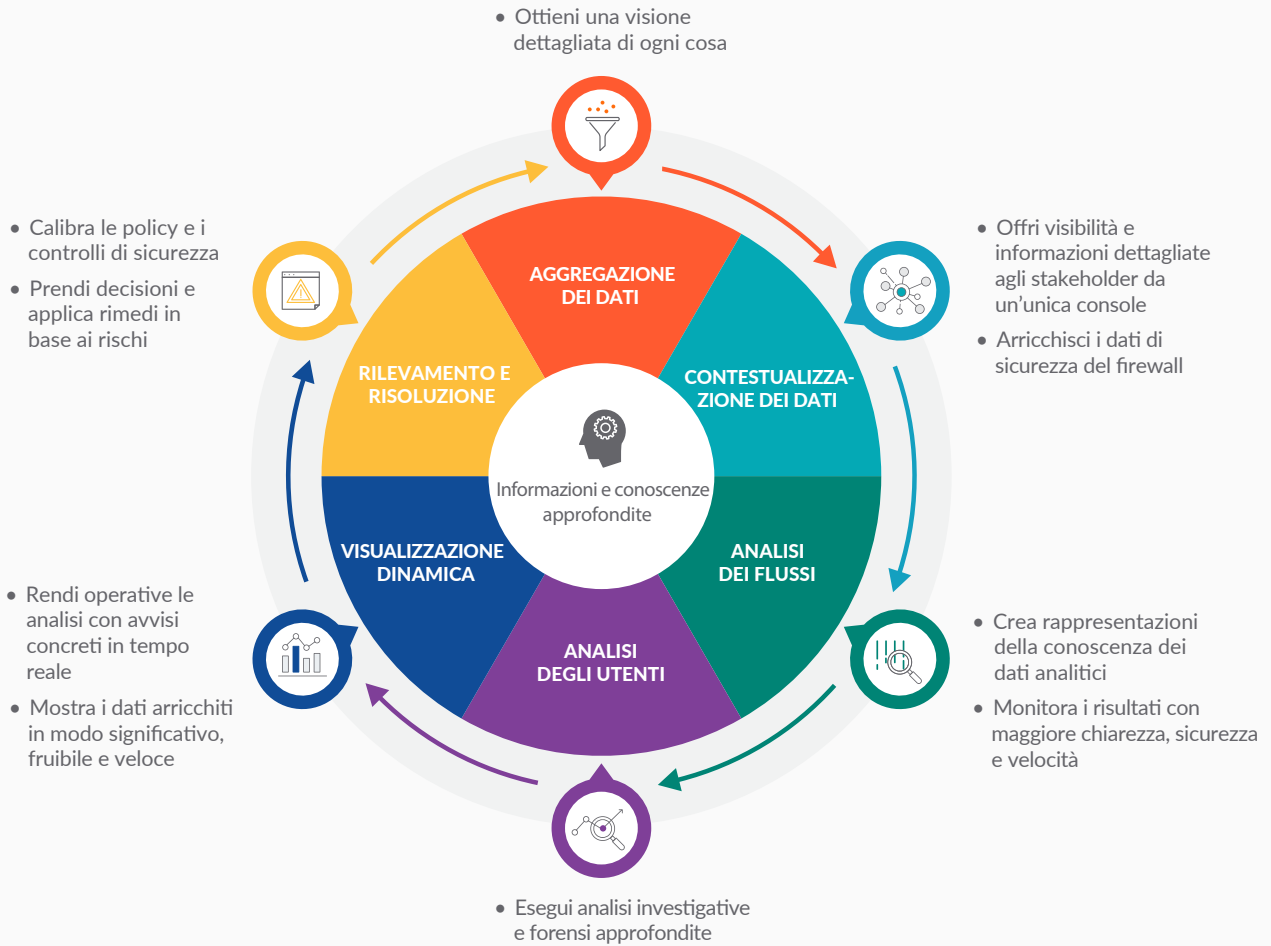 • Ottieni una visione
dettagliata di ogni cosa
• Calibra le policy e i
controlli di sicurezza
• Prendi decisioni e
applica rimedi in
base ai rischi
• Offri visibilità e
informazioni dettagliate
agli stakeholder da
un’unica console
• Arricchisci i dati di
sicurezza del firewall
AGGREGAZIONE
DEI DATI
RILEVAMENTO E
RISOLUZIONE
CONTESTUALIZZA-
ZIONE DEI DATI
Informazioni e conoscenze
approfondite
VISUALIZZAZIONE
DINAMICA
ANALISI
DEI FLUSSI
ANALISI
DEGLI UTENTI
• Rendi operative le
analisi con avvisi
concreti in tempo
reale
• Mostra i dati arricchiti
in modo significativo,
fruibile e veloce
• Crea rappresentazioni
della conoscenza dei
dati analitici
• Monitora i risultati con
maggiore chiarezza, sicurezza
e velocità
• Esegui analisi investigative
e forensi approfondite